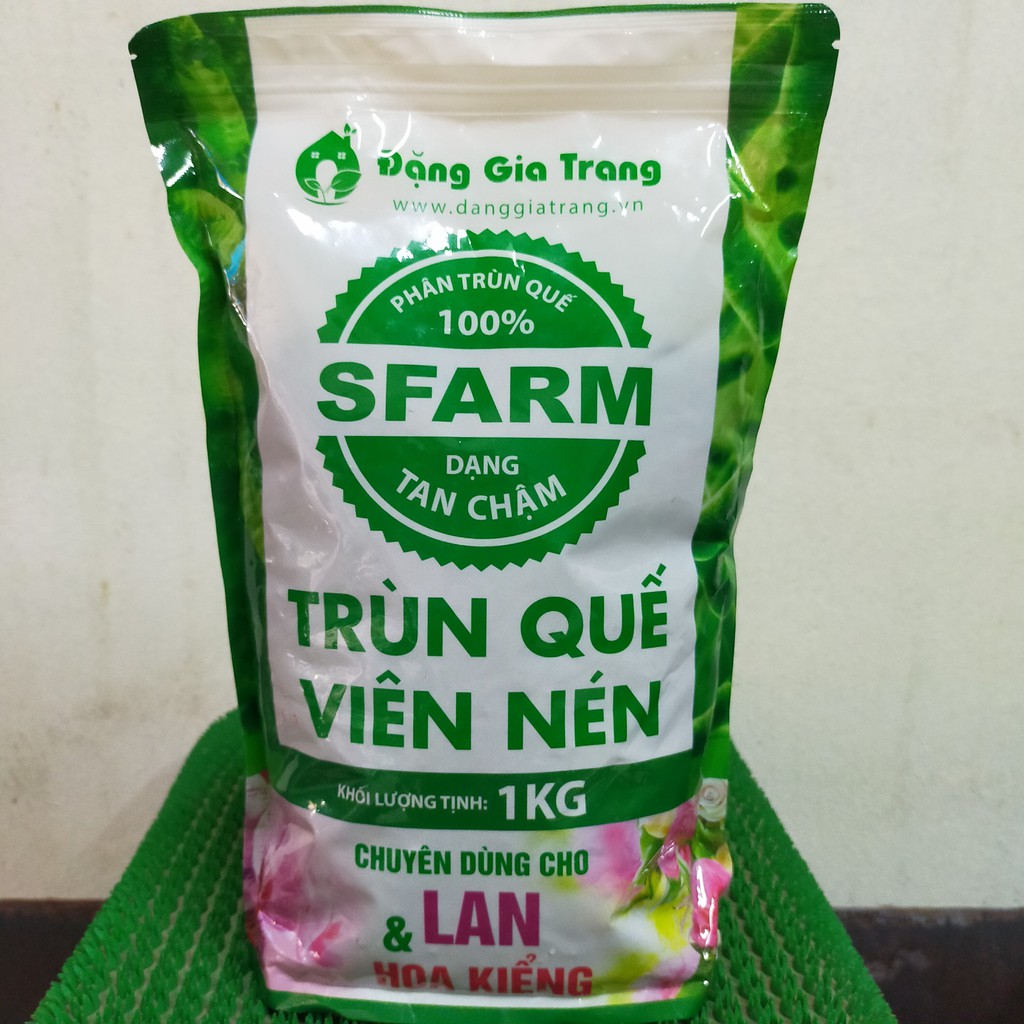 Đặng Gia Trang
www.danggiatrang.vn
PHÂN TRÙN QUẾ
100%
SFARM
DẠNG
TAN CHẬM
TRÙN QUẾ
VIÊN NÉN
KHỐI LƯỢNG TỊNH: 1KG
CHUYÊN DÙNG CHO
& LAN
HOA KIỂNG